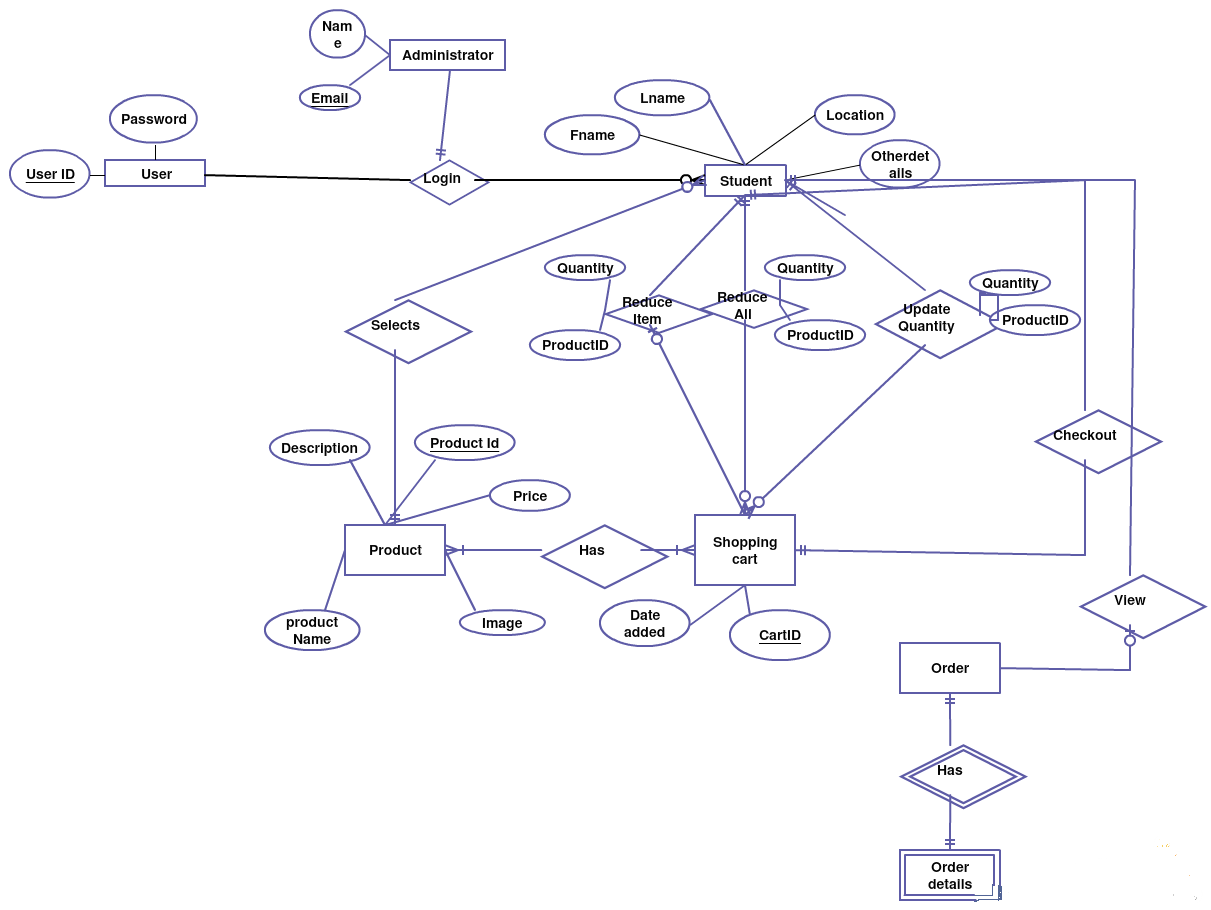 Nam
e
Administrator
Email
Password
User ID
User
Login
Lname
Fname
Location
Otherdet
ails
Student
Quantity
Reduce
Item
ProductID
Quantity
Reduce
All
ProductID
Quantity
Update
Quantity
ProductID
Selects
Description
Product Id
Price
Product
product
Name
Image
Has
Shopping
cart
Date
added
CartID
Checkout
View
Order
Has
Order
details